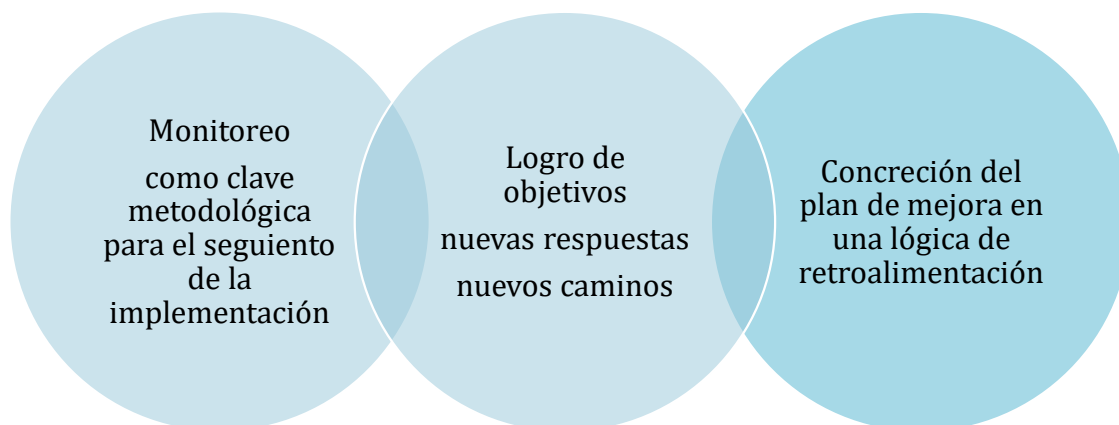 Monitoreo
como clave
metodológica
para el seguiento
de la
implementación
Logro de
objetivos
nuevas respuestas
nuevos caminos
Concreción del
plan de mejora en
una lógica de
retroalimentación